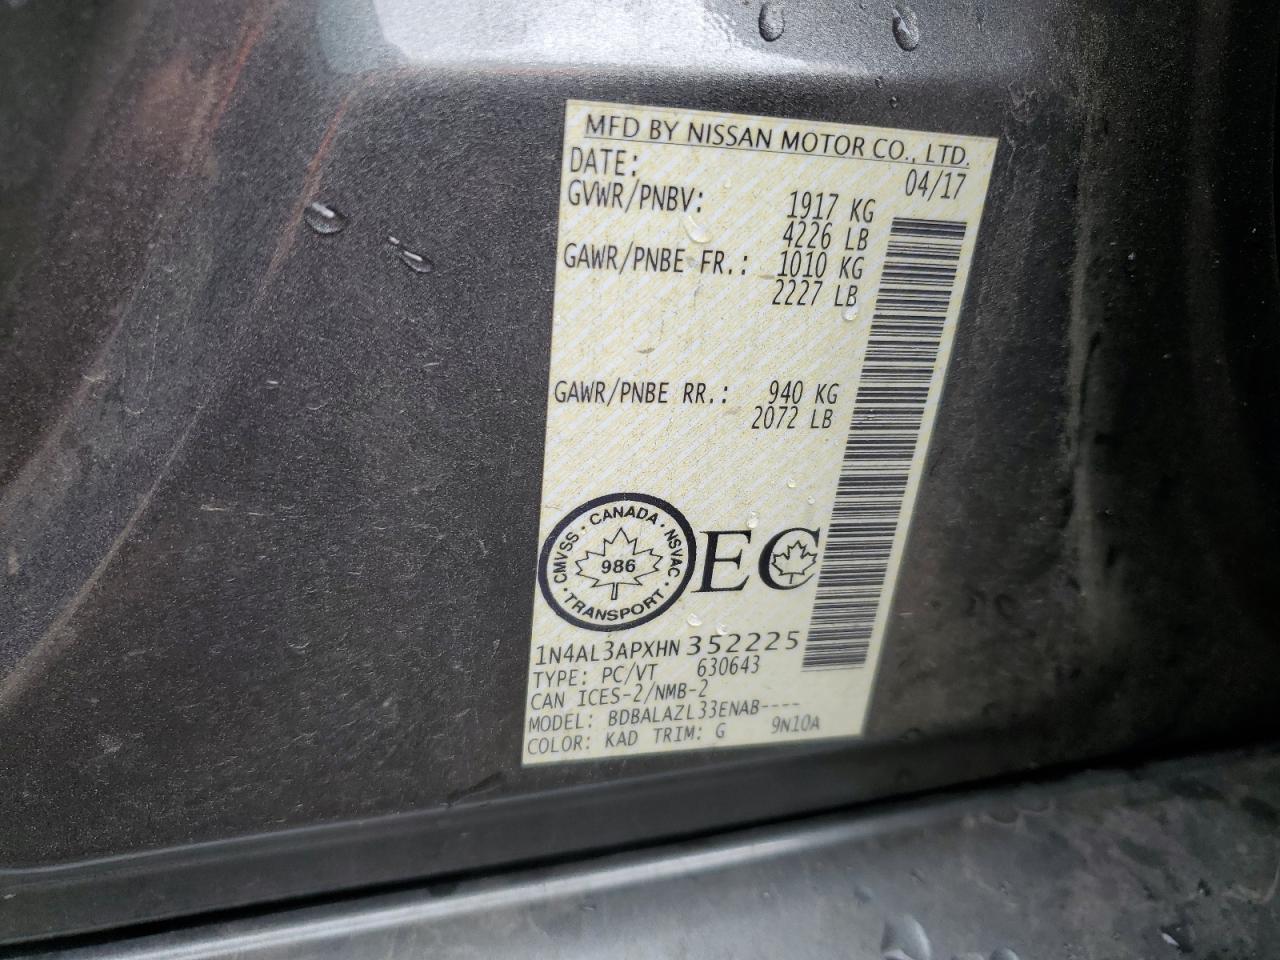 MFD BY NISSAN MOTOR CO., LTD.
DATE: 04/17
GVWR/PNBV: 1917 KG
4226 LB
GAWR/PNBE FR.: 1010 KG
2227 LB
GAWR/PNBE RR.: 940 KG
2072 LB
CMVSS · CANADA · NSVAC · TRANSPORT ·
986
EC
1N4AL3APXHN 352225
TYPE: PC/VT 630643
CAN ICES-2/NMB-2
MODEL: BDBALAZL33ENAB----
COLOR: KAD TRIM: G 9N10A